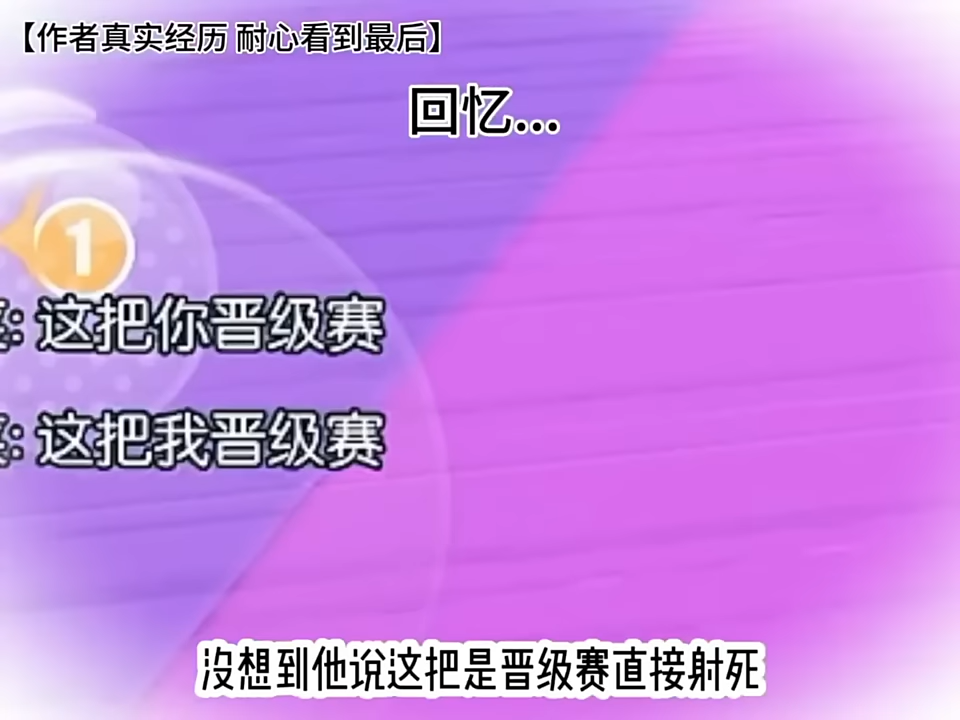 【作者真实经历 耐心看到最后】
回忆...
1
: 这把你晋级赛
: 这把我晋级赛
没想到他说这把是晋级赛直接射死